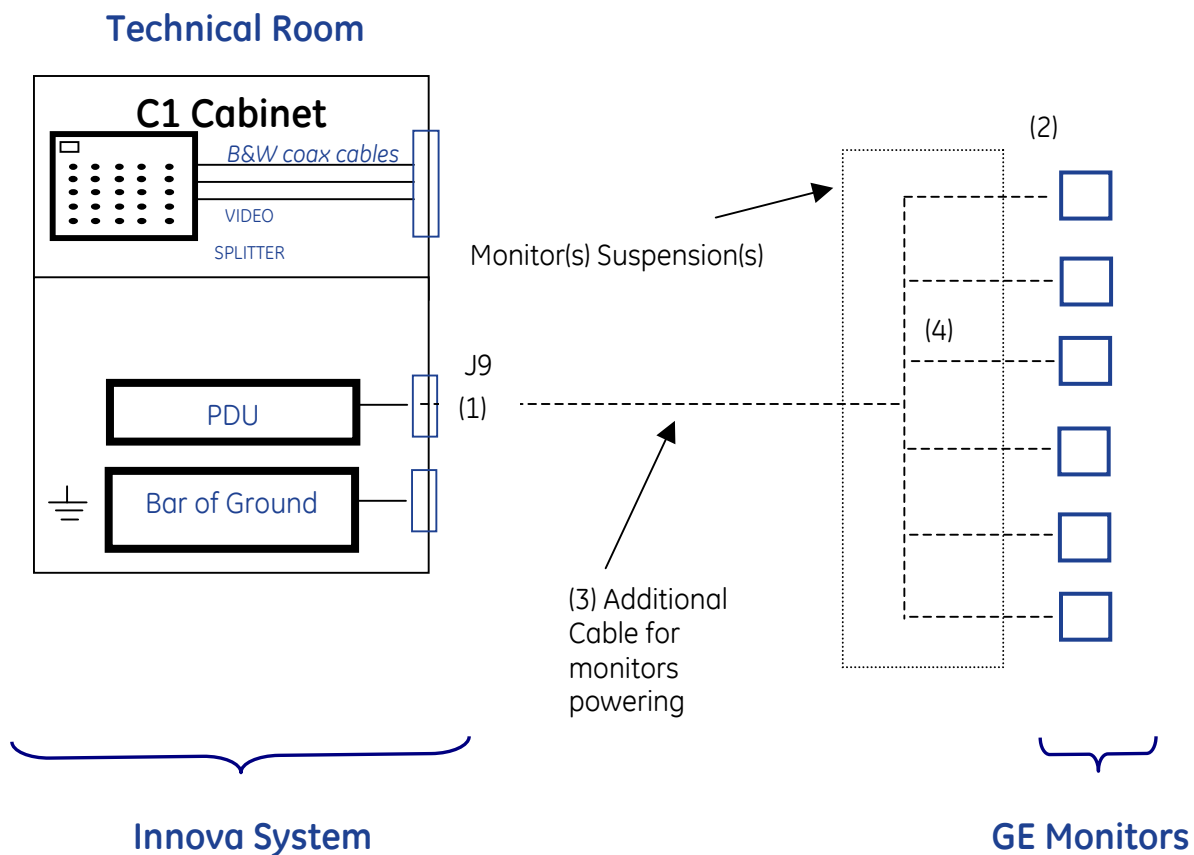 Technical Room
C1 Cabinet
B&W coax cables
VIDEO
SPLITTER
(2)
Monitor(s) Suspension(s)
(4)
J9
(1)
PDU
Bar of Ground
(3) Additional
Cable for
monitors
powering
Innova System
GE Monitors